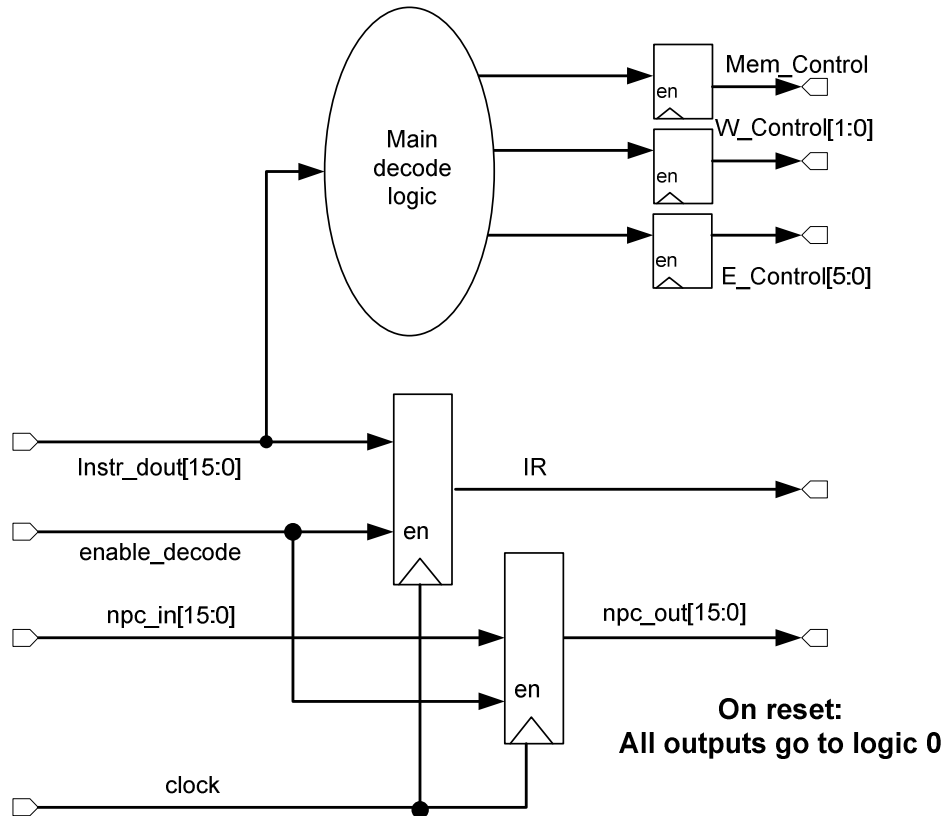 Main
decode
logic
en
Mem_Control
en
W_Control[1:0]
en
E_Control[5:0]
Instr_dout[15:0]
IR
en
enable_decode
npc_in[15:0]
npc_out[15:0]
en
On reset:
All outputs go to logic 0
clock